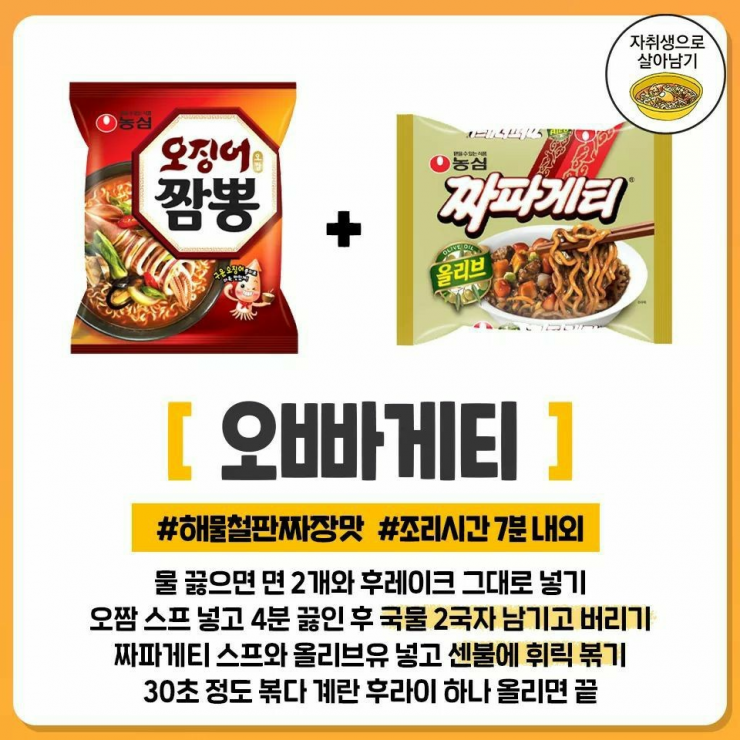 자취생으로
살아남기
농심
오징어
짬뽕
농심
짜파게티
OLIVE OIL
올리브
+
[ 오빠게티 ]
#해물철판짜장맛 #조리시간 7분 내외
물 끓으면 면 2개와 후레이크 그대로 넣기
오짬 스프 넣고 4분 끓인 후 국물 2국자 남기고 버리기
짜파게티 스프와 올리브유 넣고 센불에 휘릭 볶기
30초 정도 볶다 계란 후라이 하나 올리면 끝